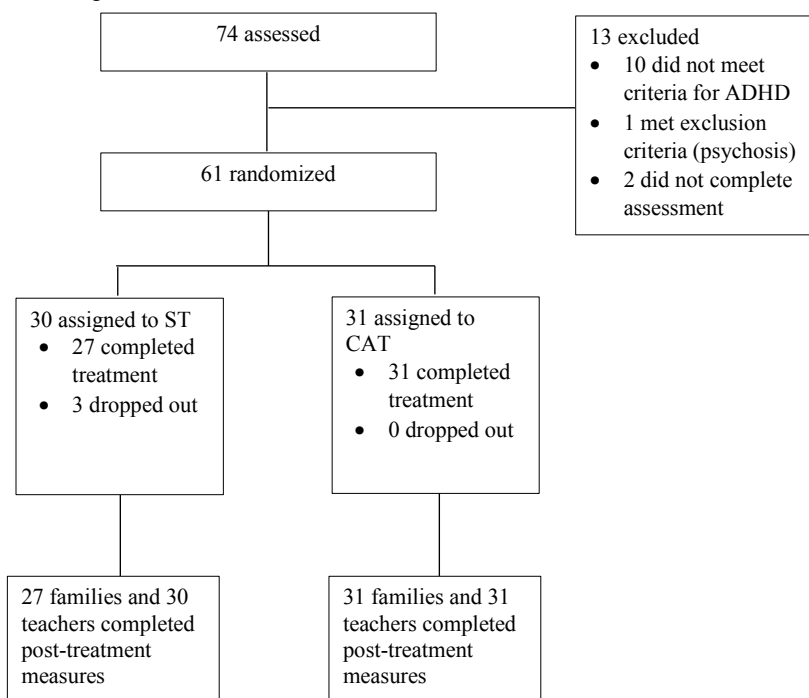 74 assessed
13 excluded
• 10 did not meet
criteria for ADHD
• 1 met exclusion
criteria (psychosis)
• 2 did not complete
assessment
61 randomized
30 assigned to ST
• 27 completed
treatment
• 3 dropped out
31 assigned to
CAT
• 31 completed
treatment
• 0 dropped out
27 families and 30
teachers completed
post-treatment
measures
31 families and 31
teachers completed
post-treatment
measures